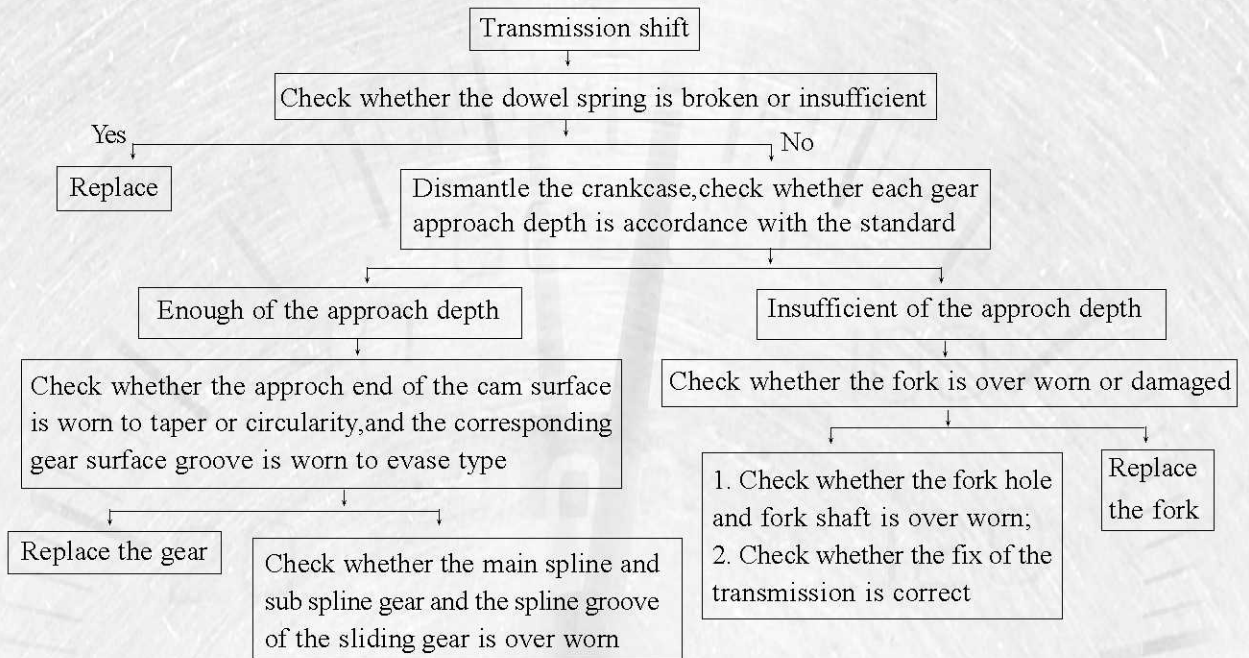 Transmission shift
Check whether the dowel spring is broken or insufficient
Yes
No
Replace
Dismantle the crankcase,check whether each gear
approach depth is accordance with the standard
Enough of the approach depth
Insufficient of the approch depth
Check whether the approch end of the cam surface
is worn to taper or circularity,and the corresponding
gear surface groove is worn to evase type
Check whether the fork is over worn or damaged
Replace the gear
Check whether the main spline and
sub spline gear and the spline groove
of the sliding gear is over worn
1. Check whether the fork hole
and fork shaft is over worn;
2. Check whether the fix of the
transmission is correct
Replace
the fork